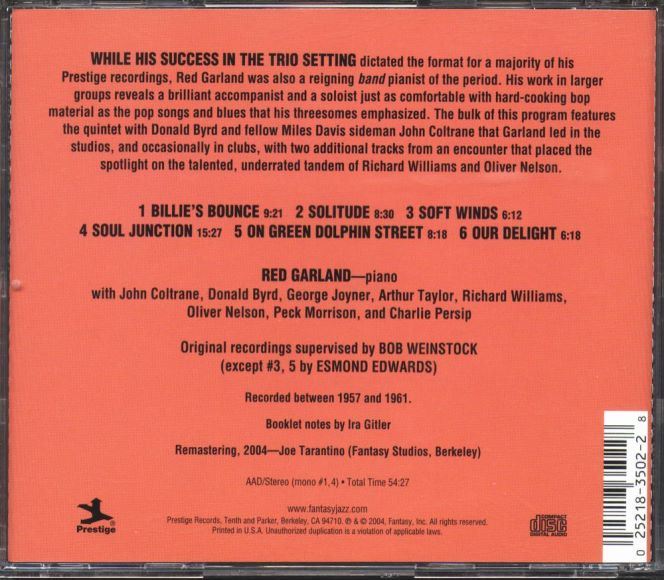 WHILE HIS SUCCESS IN THE TRIO SETTING dictated the format for a majority of his
Prestige recordings, Red Garland was also a reigning band pianist of the period. His work in larger
groups reveals a brilliant accompanist and a soloist just as comfortable with hard-cooking bop
material as the pop songs and blues that his threesomes emphasized. The bulk of this program features
the quintet with Donald Byrd and fellow Miles Davis sideman John Coltrane that Garland led in the
studios, and occasionally in clubs, with two additional tracks from an encounter that placed the
spotlight on the talented, underrated tandem of Richard Williams and Oliver Nelson.
1 BILLIE'S BOUNCE 9:21 2 SOLITUDE 8:30 3 SOFT WINDS 6:12
4 SOUL JUNCTION 15:27 5 ON GREEN DOLPHIN STREET 8:18 6 OUR DELIGHT 6:18
RED GARLAND—piano
with John Coltrane, Donald Byrd, George Joyner, Arthur Taylor, Richard Williams,
Oliver Nelson, Peck Morrison, and Charlie Persip
Original recordings supervised by BOB WEINSTOCK
(except #3, 5 by ESMOND EDWARDS)
Recorded between 1957 and 1961.
Booklet notes by Ira Gitler
Remastering, 2004—Joe Tarantino (Fantasy Studios, Berkeley)
AAD/Stereo (mono #1,4) • Total Time 54:27
www.fantasyjazz.com
Prestige Records, Tenth and Parker, Berkeley, CA 94710. ℗ & © 2004, Fantasy, Inc. All rights reserved.
Printed in U.S.A. Unauthorized duplication is a violation of applicable laws.
Prestige
COMPACT
disc
DIGITAL AUDIO
0 25218-3502-2 8